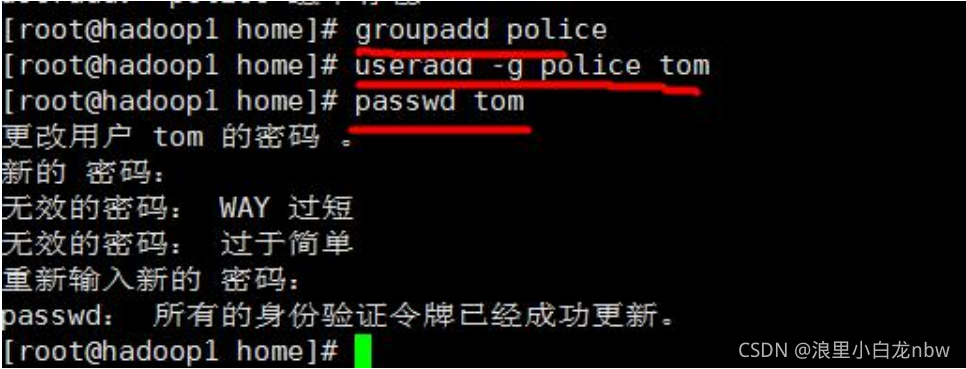 [root@hadoop1 home]# groupadd police
[root@hadoop1 home]# useradd -g police tom
[root@hadoop1 home]# passwd tom
更改用户 tom 的密码 。
新的 密码：
无效的密码： WAY 过短
无效的密码： 过于简单
重新输入新的 密码：
passwd： 所有的身份验证令牌已经成功更新。
[root@hadoop1 home]#
CSDN @浪里小白龙nbw